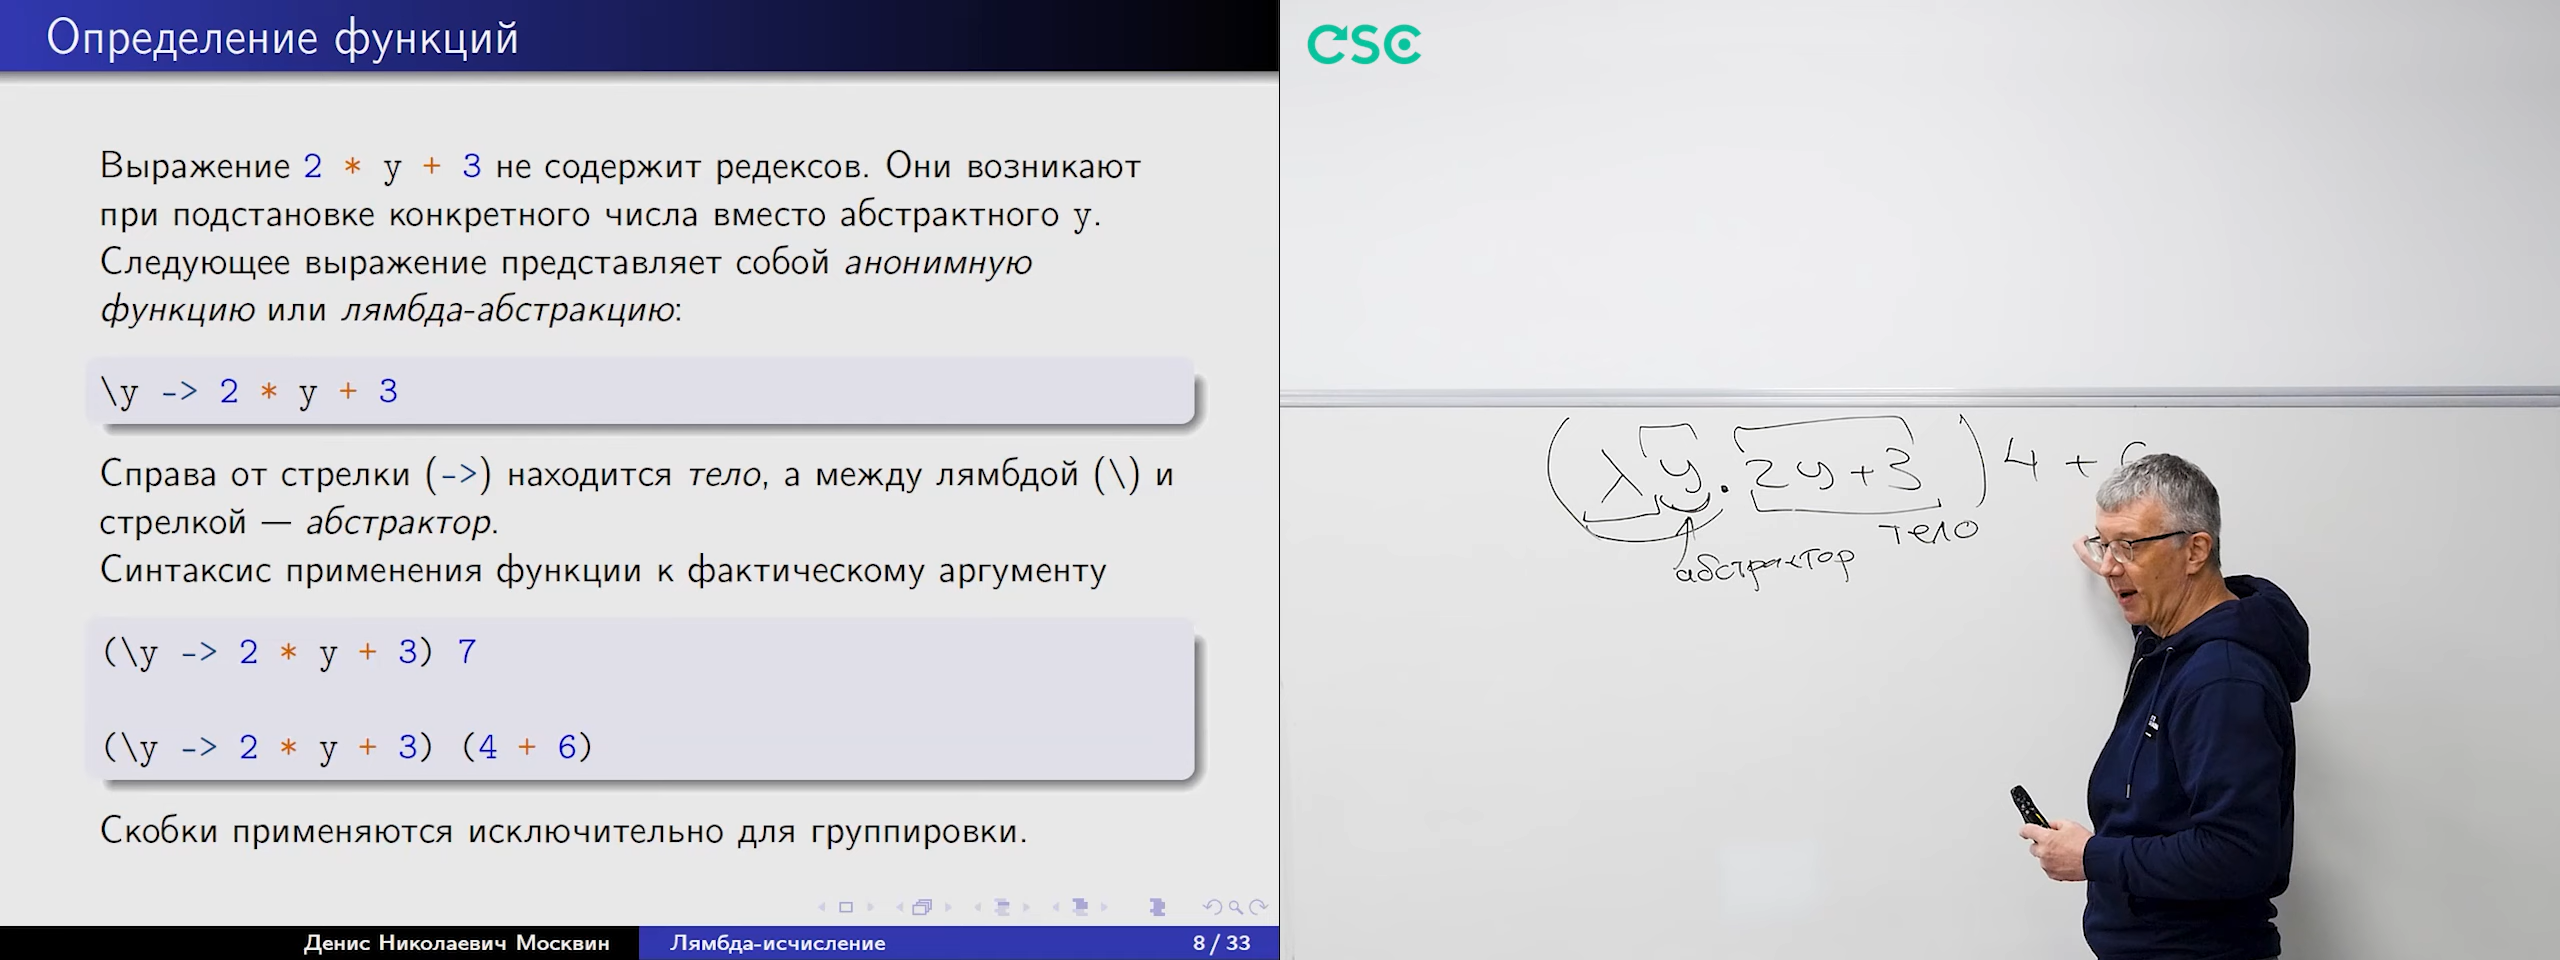 Определение функций
Выражение 2 * y + 3 не содержит редексов. Они возникают
при подстановке конкретного числа вместо абстрактного y.
Следующее выражение представляет собой анонимную
функцию или лямбда-абстракцию:
\y -> 2 * y + 3
Справа от стрелки (->) находится тело, а между лямбдой (\) и
стрелкой — абстрактор.
Синтаксис применения функции к фактическому аргументу
(\y -> 2 * y + 3) 7
(\y -> 2 * y + 3) (4 + 6)
Скобки применяются исключительно для группировки.
Денис Николаевич Москвин
Лямбда-исчисление
8 / 33
CSC
(λy.2y+3) 4 +
тело
абстрактор